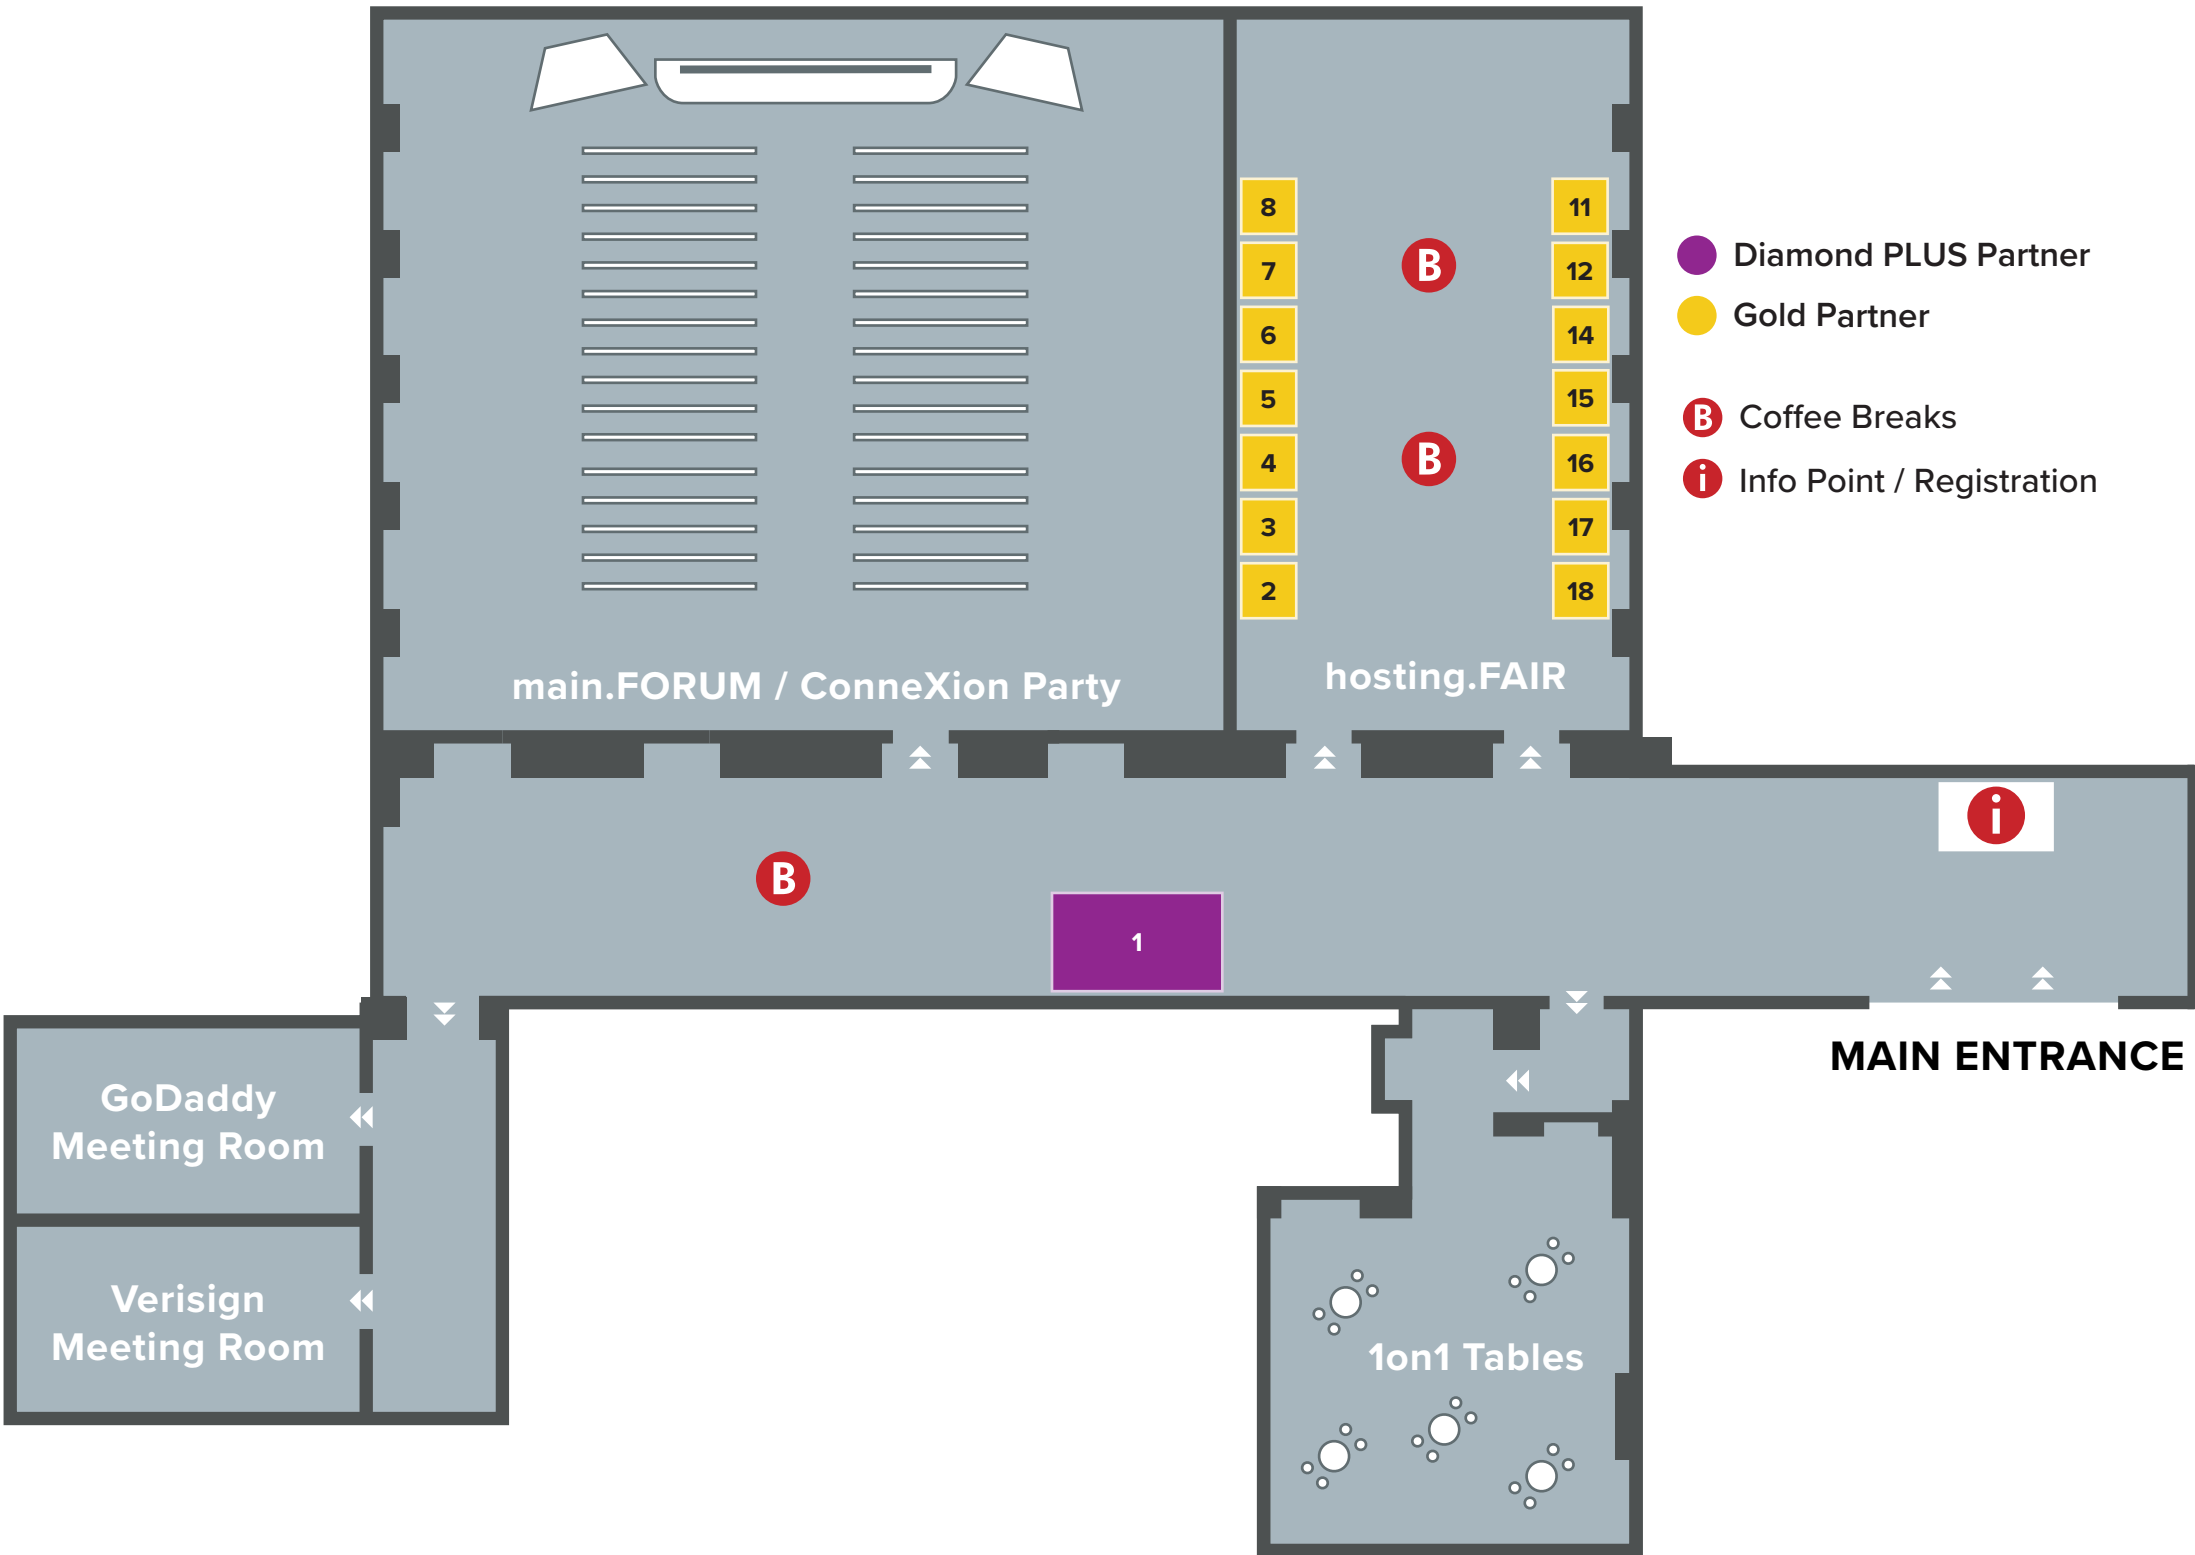 8
11
7
12
6
14
5
15
4
16
3
17
2
18
B
B
Diamond PLUS Partner
Gold Partner
B Coffee Breaks
i Info Point / Registration
main.FORUM / ConneXion Party
hosting.FAIR
i
B
1
MAIN ENTRANCE
GoDaddy
Meeting Room
Verisign
Meeting Room
1on1 Tables